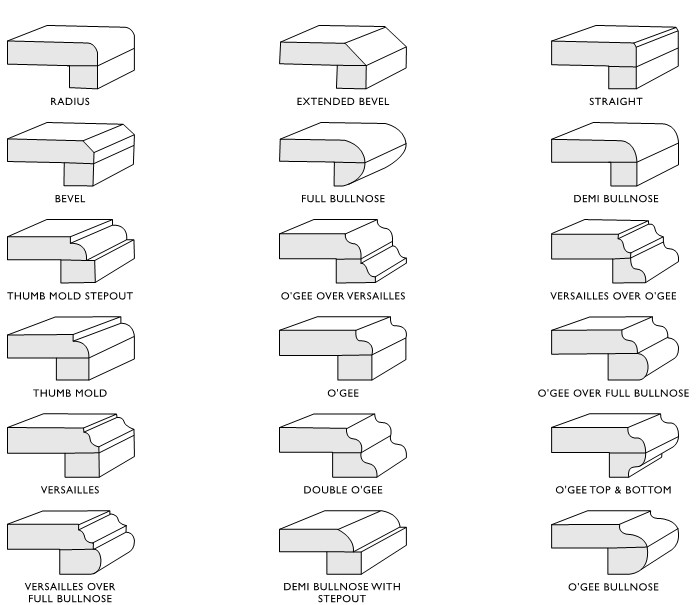 RADIUS
EXTENDED BEVEL
STRAIGHT
BEVEL
FULL BULLNOSE
DEMI BULLNOSE
THUMB MOLD STEPOUT
O'GEE OVER VERSAILLES
VERSAILLES OVER O'GEE
THUMB MOLD
O'GEE
O'GEE OVER FULL BULLNOSE
VERSAILLES
DOUBLE O'GEE
O'GEE TOP & BOTTOM
VERSAILLES OVER
FULL BULLNOSE
DEMI BULLNOSE WITH
STEPOUT
O'GEE BULLNOSE